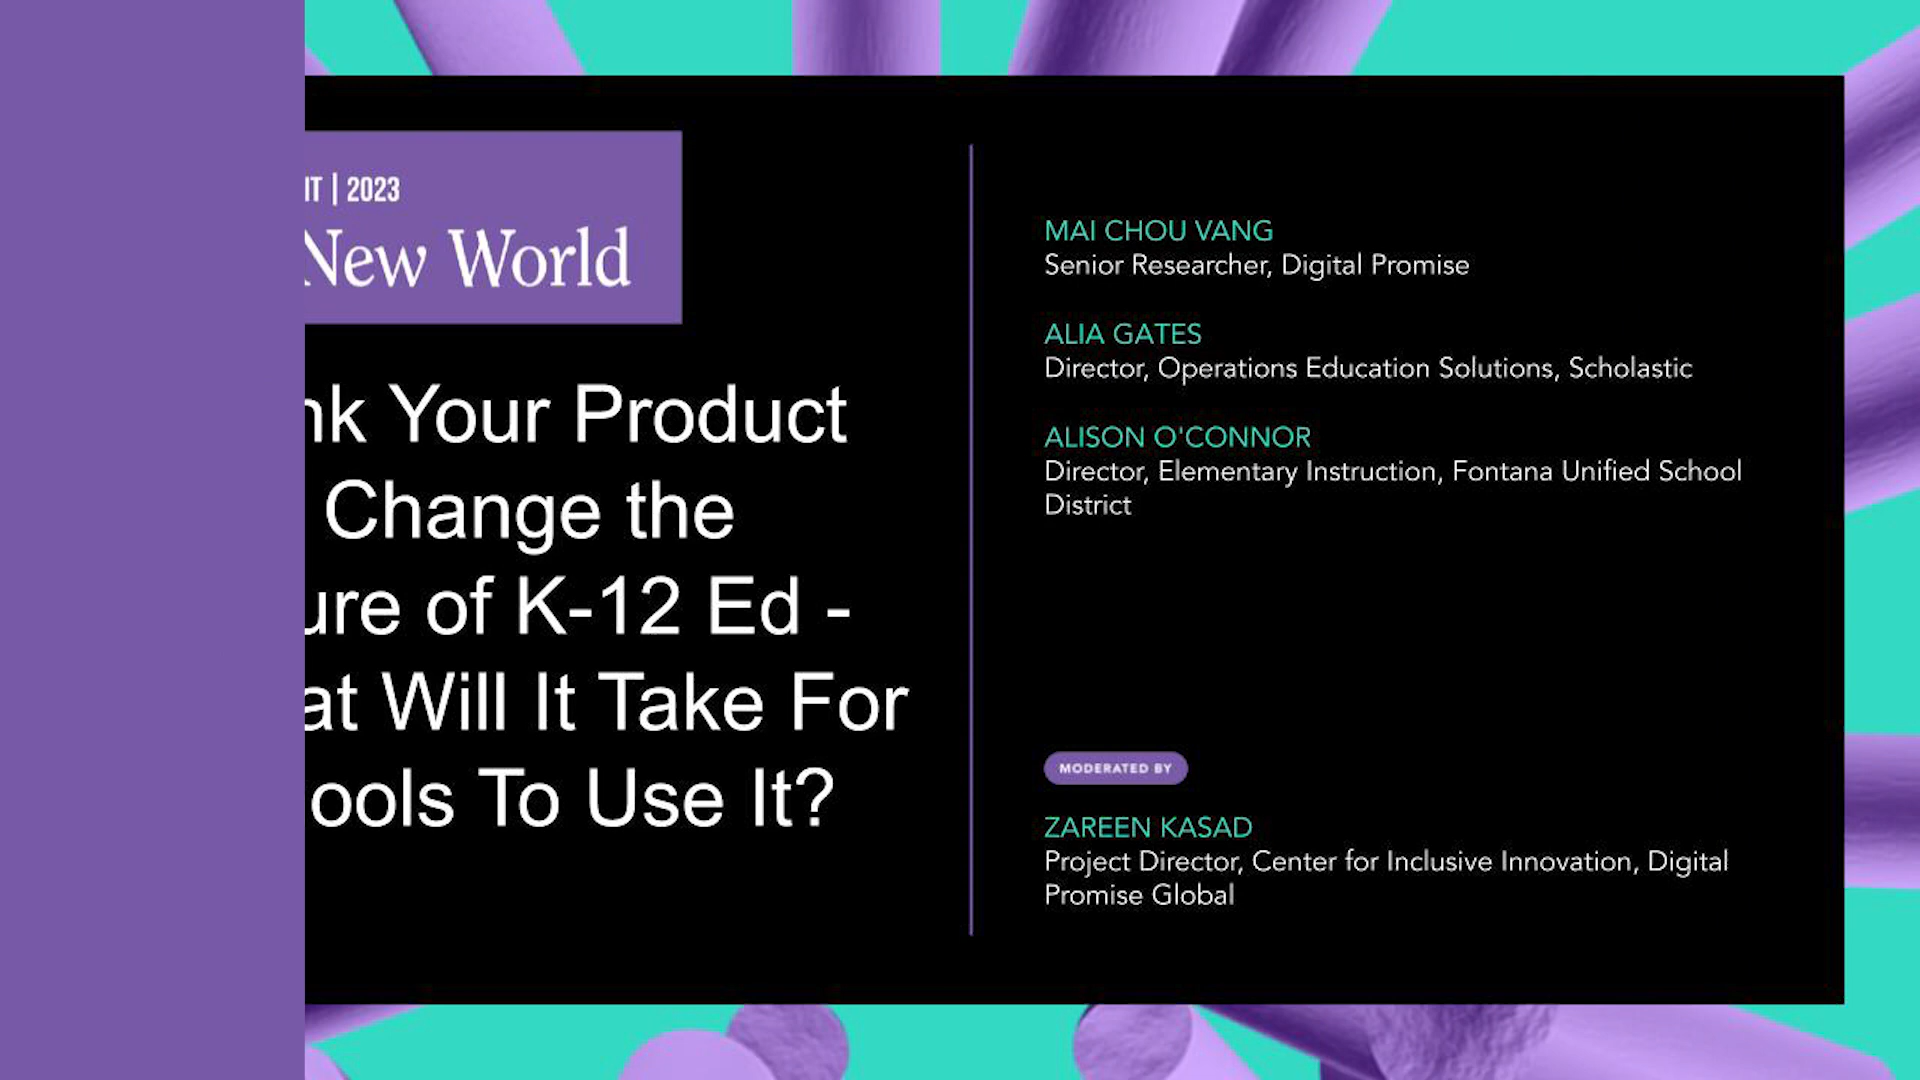 IT | 2023
New World
nk Your Product
Change the
ure of K-12 Ed -
at Will It Take For
ools To Use It?
MAI CHOU VANG
Senior Researcher, Digital Promise
ALIA GATES
Director, Operations Education Solutions, Scholastic
ALISON O'CONNOR
Director, Elementary Instruction, Fontana Unified School
District
MODERATED BY
ZAREEN KASAD
Project Director, Center for Inclusive Innovation, Digital
Promise Global